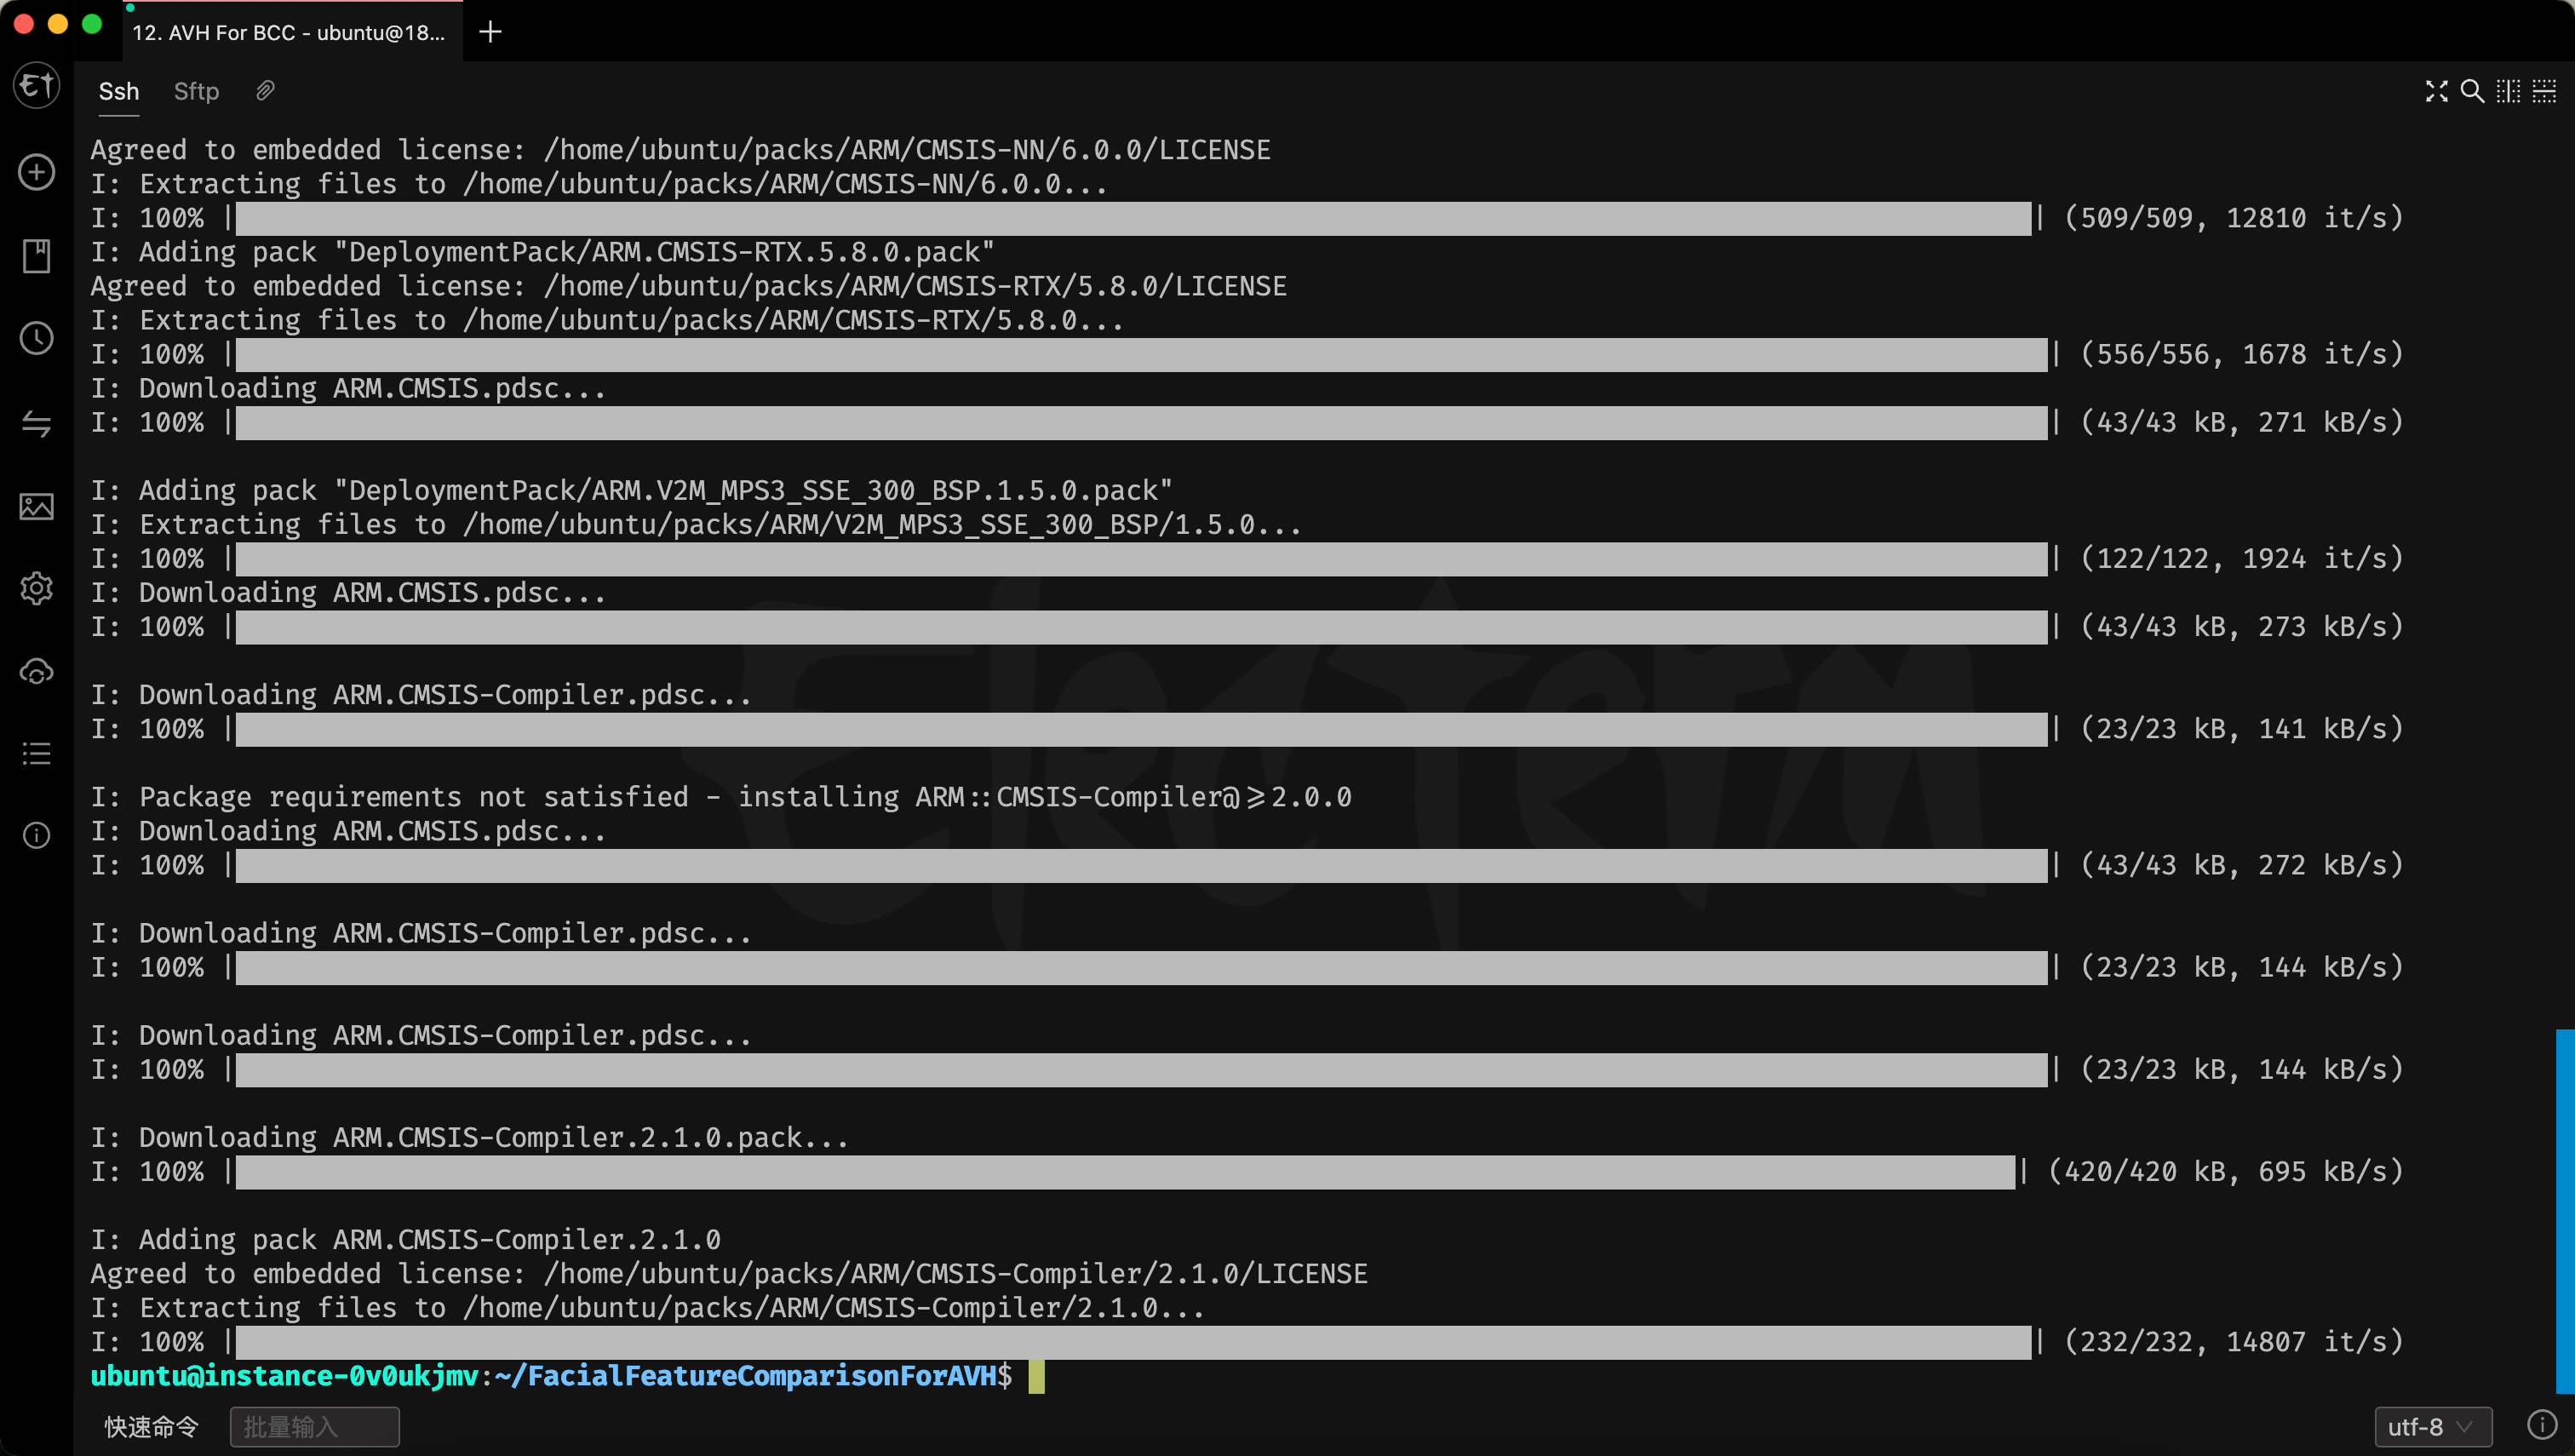 12. AVH For BCC - ubuntu@18...
Ssh Sftp
Agreed to embedded license: /home/ubuntu/packs/ARM/CMSIS-NN/6.0.0/LICENSE
I: Extracting files to /home/ubuntu/packs/ARM/CMSIS-NN/6.0.0...
I: 100% | | (509/509, 12810 it/s)
I: Adding pack "DeploymentPack/ARM.CMSIS-RTX.5.8.0.pack"
Agreed to embedded license: /home/ubuntu/packs/ARM/CMSIS-RTX/5.8.0/LICENSE
I: Extracting files to /home/ubuntu/packs/ARM/CMSIS-RTX/5.8.0...
I: 100% | | (556/556, 1678 it/s)
I: Downloading ARM.CMSIS.pdsc...
I: 100% | | (43/43 kB, 271 kB/s)
I: Adding pack "DeploymentPack/ARM.V2M_MPS3_SSE_300_BSP.1.5.0.pack"
I: Extracting files to /home/ubuntu/packs/ARM/V2M_MPS3_SSE_300_BSP/1.5.0...
I: 100% | | (122/122, 1924 it/s)
I: Downloading ARM.CMSIS.pdsc...
I: 100% | | (43/43 kB, 273 kB/s)
I: Downloading ARM.CMSIS-Compiler.pdsc...
I: 100% | | (23/23 kB, 141 kB/s)
I: Package requirements not satisfied - installing ARM::CMSIS-Compiler@>=2.0.0
I: Downloading ARM.CMSIS.pdsc...
I: 100% | | (43/43 kB, 272 kB/s)
I: Downloading ARM.CMSIS-Compiler.pdsc...
I: 100% | | (23/23 kB, 144 kB/s)
I: Downloading ARM.CMSIS-Compiler.pdsc...
I: 100% | | (23/23 kB, 144 kB/s)
I: Downloading ARM.CMSIS-Compiler.2.1.0.pack...
I: 100% | | (420/420 kB, 695 kB/s)
I: Adding pack ARM.CMSIS-Compiler.2.1.0
Agreed to embedded license: /home/ubuntu/packs/ARM/CMSIS-Compiler/2.1.0/LICENSE
I: Extracting files to /home/ubuntu/packs/ARM/CMSIS-Compiler/2.1.0...
I: 100% | | (232/232, 14807 it/s)
ubuntu@instance-0v0ukjmv:~/FacialFeatureComparisonForAVH$
快速命令 批量输入 utf-8
Electerm